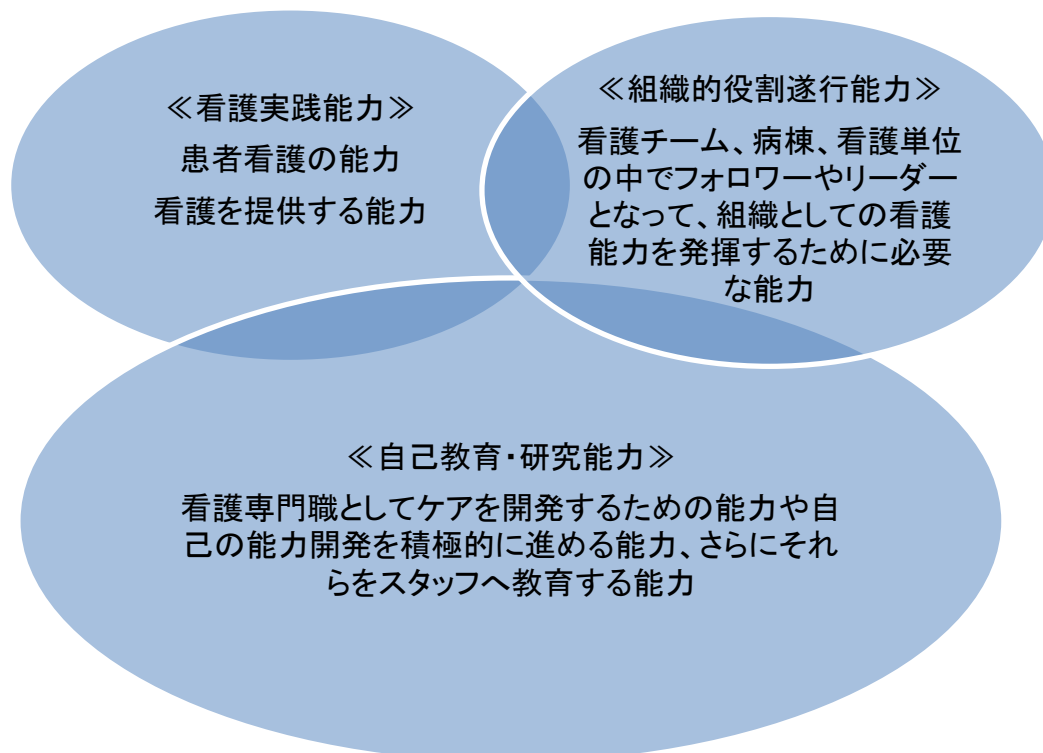 ≪看護実践能力≫
患者看護の能力
看護を提供する能力
≪組織的役割遂行能力≫
看護チーム、病棟、看護単位
の中でフォロワーやリーダー
となって、組織としての看護
能力を発揮するために必要
な能力
≪自己教育・研究能力≫
看護専門職としてケアを開発するための能力や自
己の能力開発を積極的に進める能力、さらにそれ
らをスタッフへ教育する能力